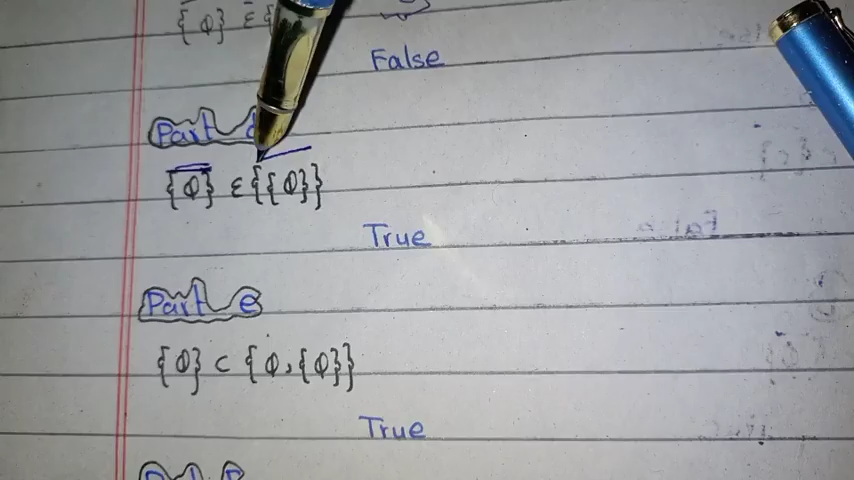 {Φ} ε {
False
Part d
{Φ} ε {{Φ}}
True
Part e
{Φ} ⊂ {Φ,{Φ}}
True